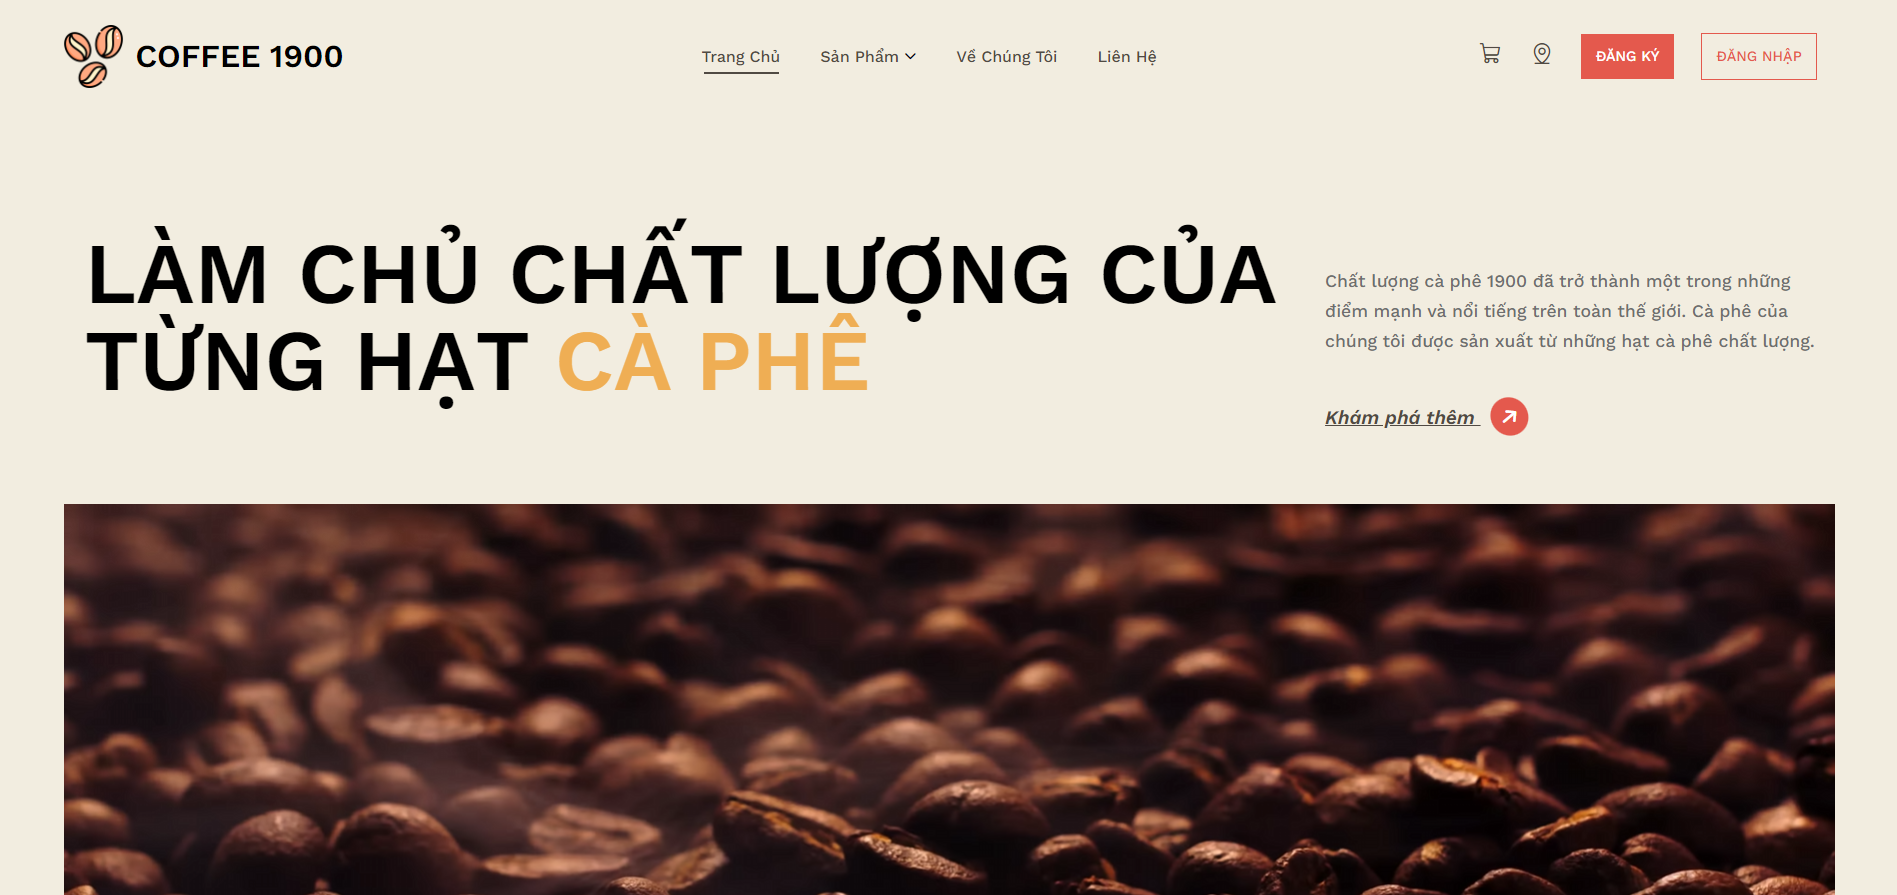 COFFEE 1900
Trang Chủ
Sản Phẩm
Về Chúng Tôi
Liên Hệ
ĐĂNG KÝ
ĐĂNG NHẬP
LÀM CHỦ CHẤT LƯỢNG CỦA
TỪNG HẠT CÀ PHÊ
Chất lượng cà phê 1900 đã trở thành một trong những
điểm mạnh và nổi tiếng trên toàn thế giới. Cà phê của
chúng tôi được sản xuất từ những hạt cà phê chất lượng.
Khám phá thêm